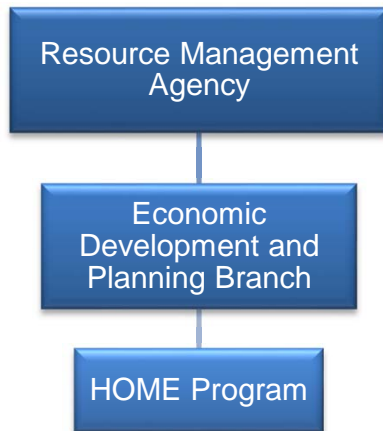 Resource Management
Agency
Economic
Development and
Planning Branch
HOME Program